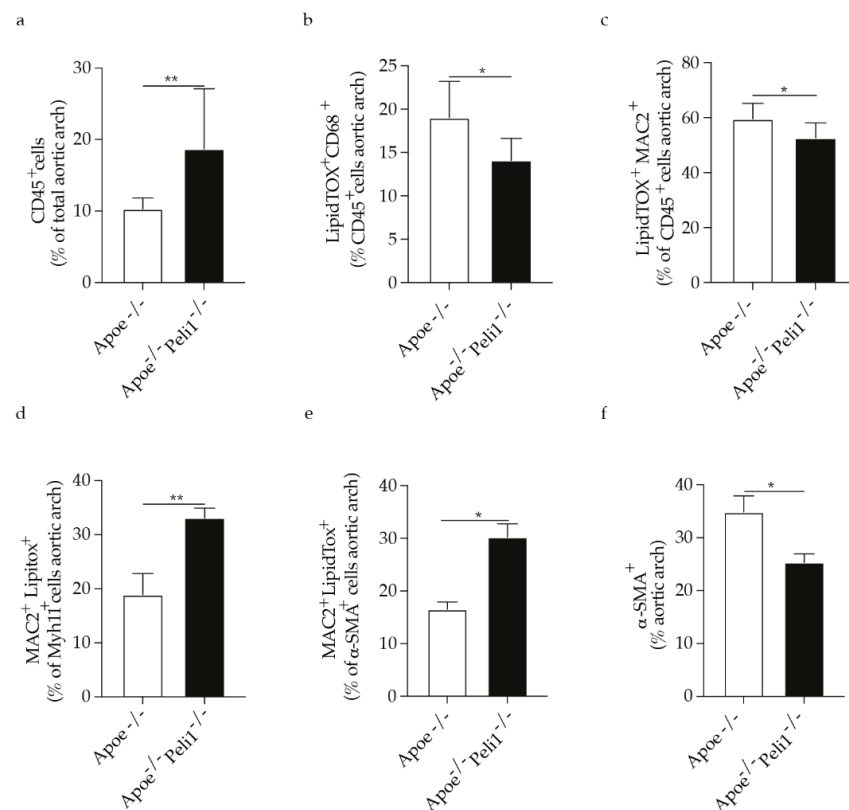 a
b
c
CD45⁺cells
(% of total aortic arch)
40
30
20
10
0
**
Apoe -/-
Apoe⁻/⁻Peli1⁻/⁻
LipidTOX⁺CD68⁺
(% CD45⁺cells aortic arch)
25
20
15
10
5
0
*
Apoe -/-
Apoe⁻/⁻Peli1⁻/⁻
LipidTOX⁺ MAC2⁺
(% of CD45⁺cells aortic arch)
80
60
40
20
0
*
Apoe -/-
Apoe⁻/⁻Peli1⁻/⁻
d
e
f
MAC2⁺ Lipitox⁺
(% of Myh11⁺cells aortic arch)
40
30
20
10
0
**
Apoe -/-
Apoe⁻/⁻Peli1⁻/⁻
MAC2⁺LipidTox⁺
(% of α-SMA⁺ cells aortic arch)
40
30
20
10
0
*
Apoe -/-
Apoe⁻/⁻Peli1⁻/⁻
α-SMA⁺
(% aortic arch)
40
30
20
10
0
*
Apoe -/-
Apoe⁻/⁻Peli1⁻/⁻